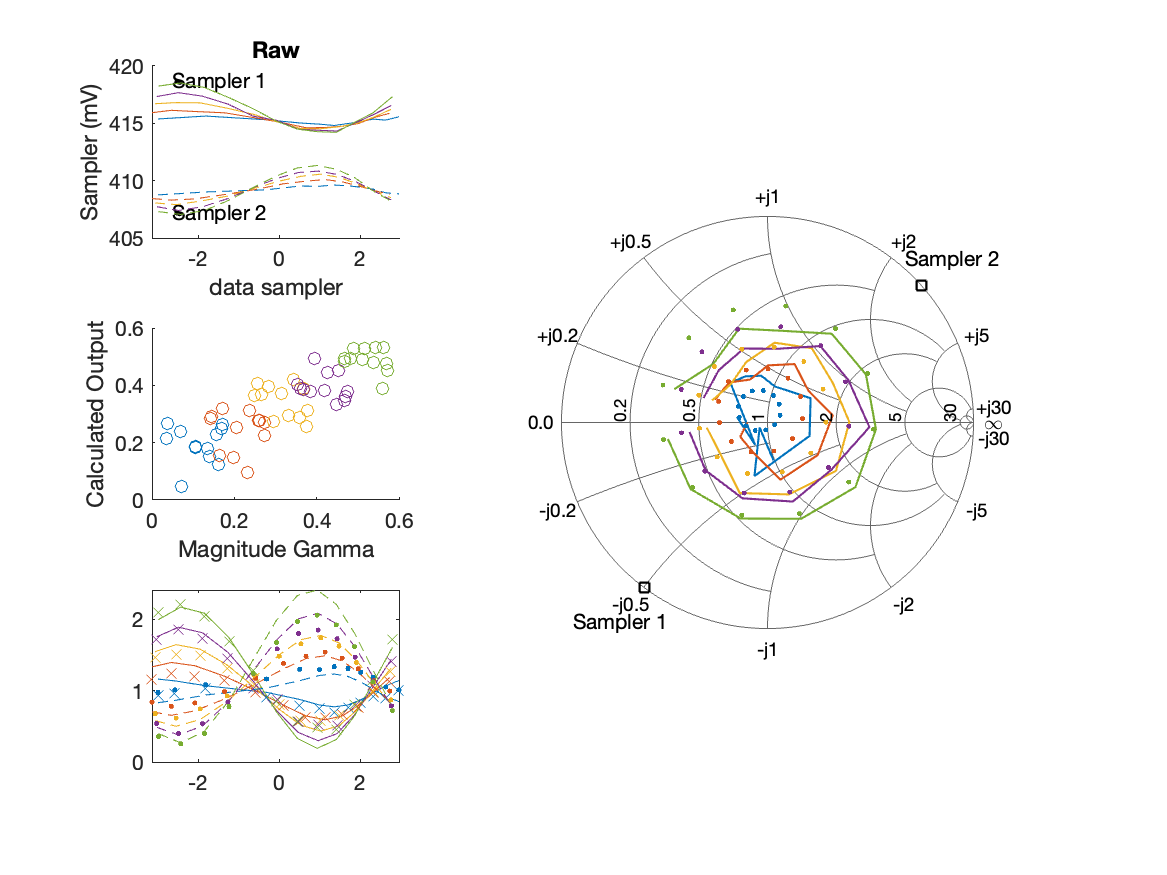 Raw
420
415
410
405
Sampler (mV)
Sampler 1
Sampler 2
-2 0 2
data sampler
0.6
0.4
0.2
0
Calculated Output
0 0.2 0.4 0.6
Magnitude Gamma
2
1
0
-2 0 2
+j1
+j0.5
+j2
Sampler 2
+j0.2
+j5
0.0
0.2
0.5
1
2
5
30
+j30
∞
-j30
-j0.2
-j5
-j0.5
-j2
Sampler 1
-j1